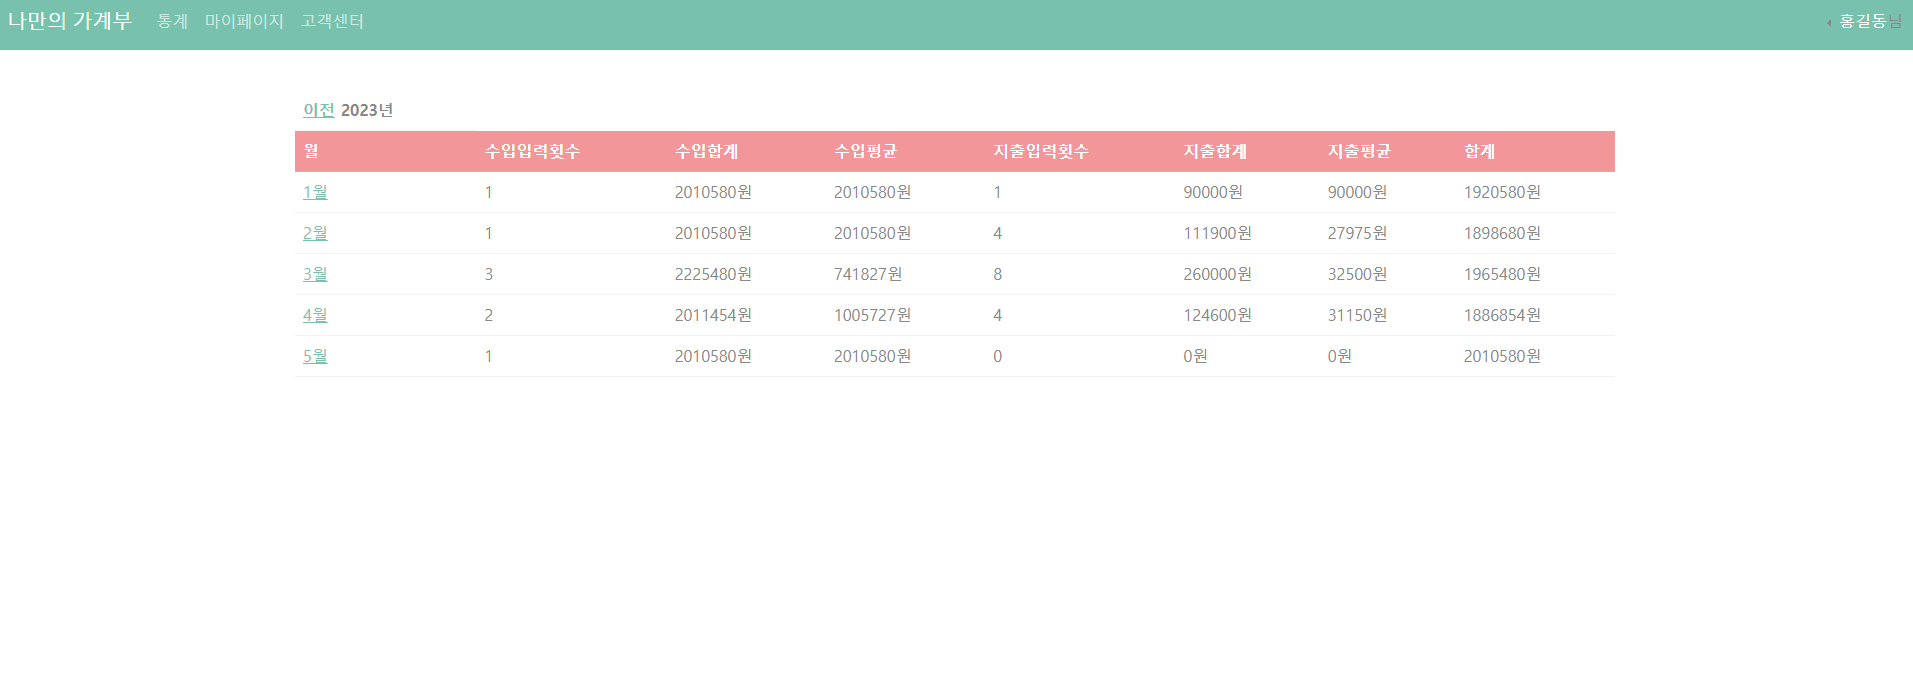 나만의 가계부 통계 마이페이지 고객센터 홍길동님
이전 2023년
월 수입입력횟수 수입합계 수입평균 지출입력횟수 지출합계 지출평균 합계
1월 1 2010580원 2010580원 1 90000원 90000원 1920580원
2월 1 2010580원 2010580원 4 111900원 27975원 1898680원
3월 3 2225480원 741827원 8 260000원 32500원 1965480원
4월 2 2011454원 1005727원 4 124600원 31150원 1886854원
5월 1 2010580원 2010580원 0 0원 0원 2010580원